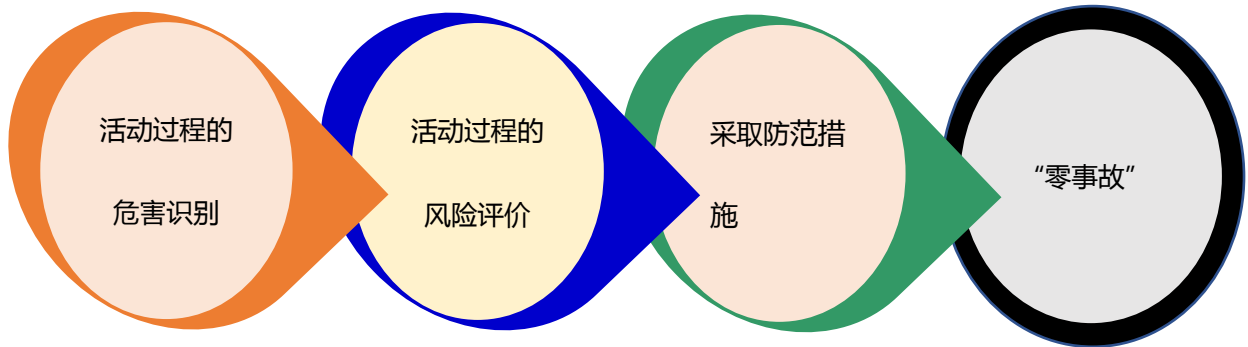 活动过程的
危害识别
活动过程的
风险评价
采取防范措
施
“零事故”